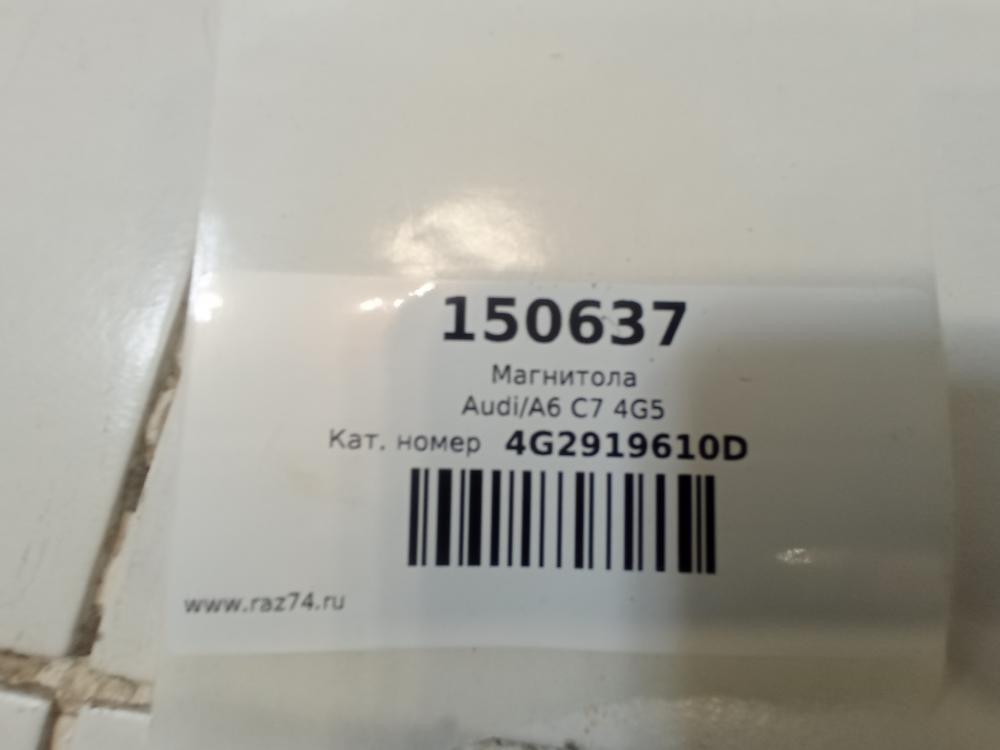 150637
Магнитола
Audi/A6 C7 4G5
Кат. номер 4G2919610D
www.raz74.ru